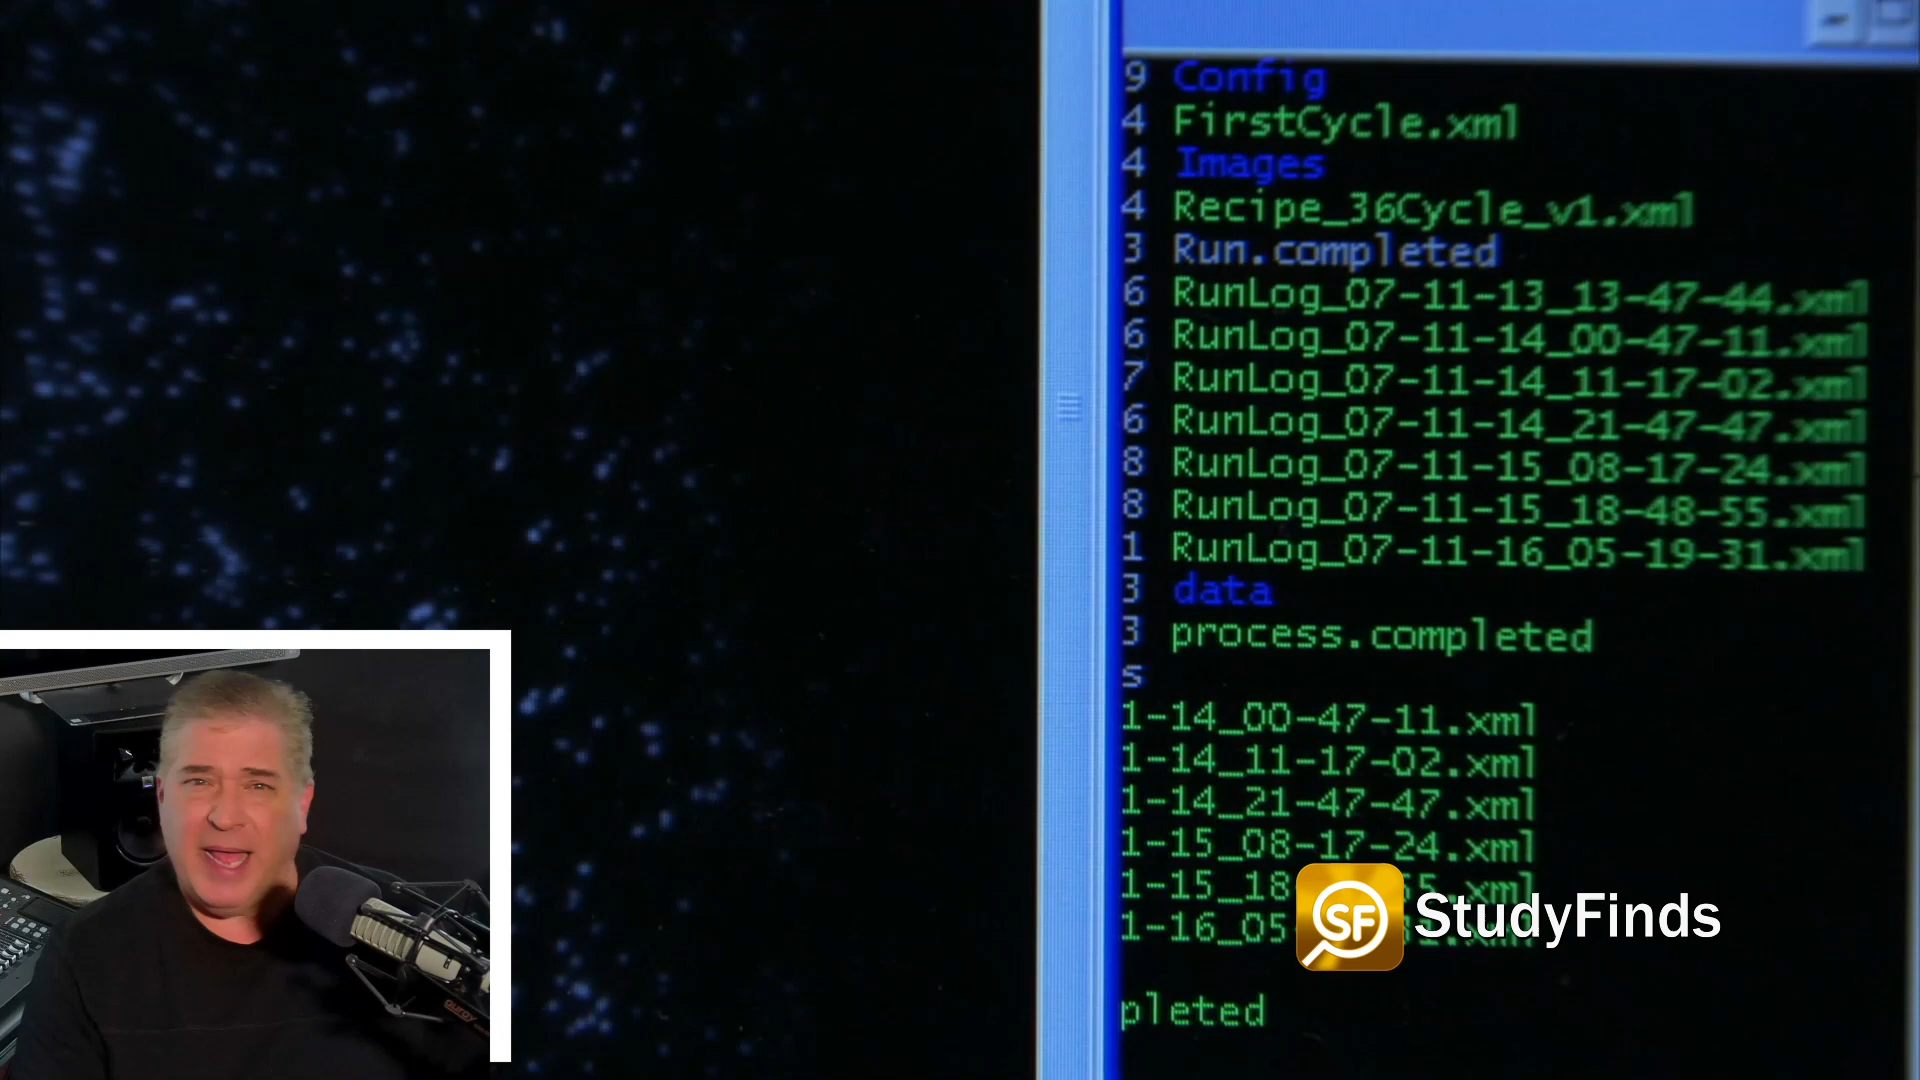 9 Config
4 FirstCycle.xml
4 Images
4 Recipe_36Cycle_v1.xml
3 Run.completed
6 RunLog_07-11-13_13-47-44.xml
6 RunLog_07-11-14_00-47-11.xml
7 RunLog_07-11-14_11-17-02.xml
6 RunLog_07-11-14_21-47-47.xml
8 RunLog_07-11-15_08-17-24.xml
8 RunLog_07-11-15_18-48-55.xml
1 RunLog_07-11-16_05-19-31.xml
3 data
3 process.completed
s
1-14_00-47-11.xml
1-14_11-17-02.xml
1-14_21-47-47.xml
1-15_08-17-24.xml
1-15_18 5.xml
1-16_05
SF StudyFinds
pleted